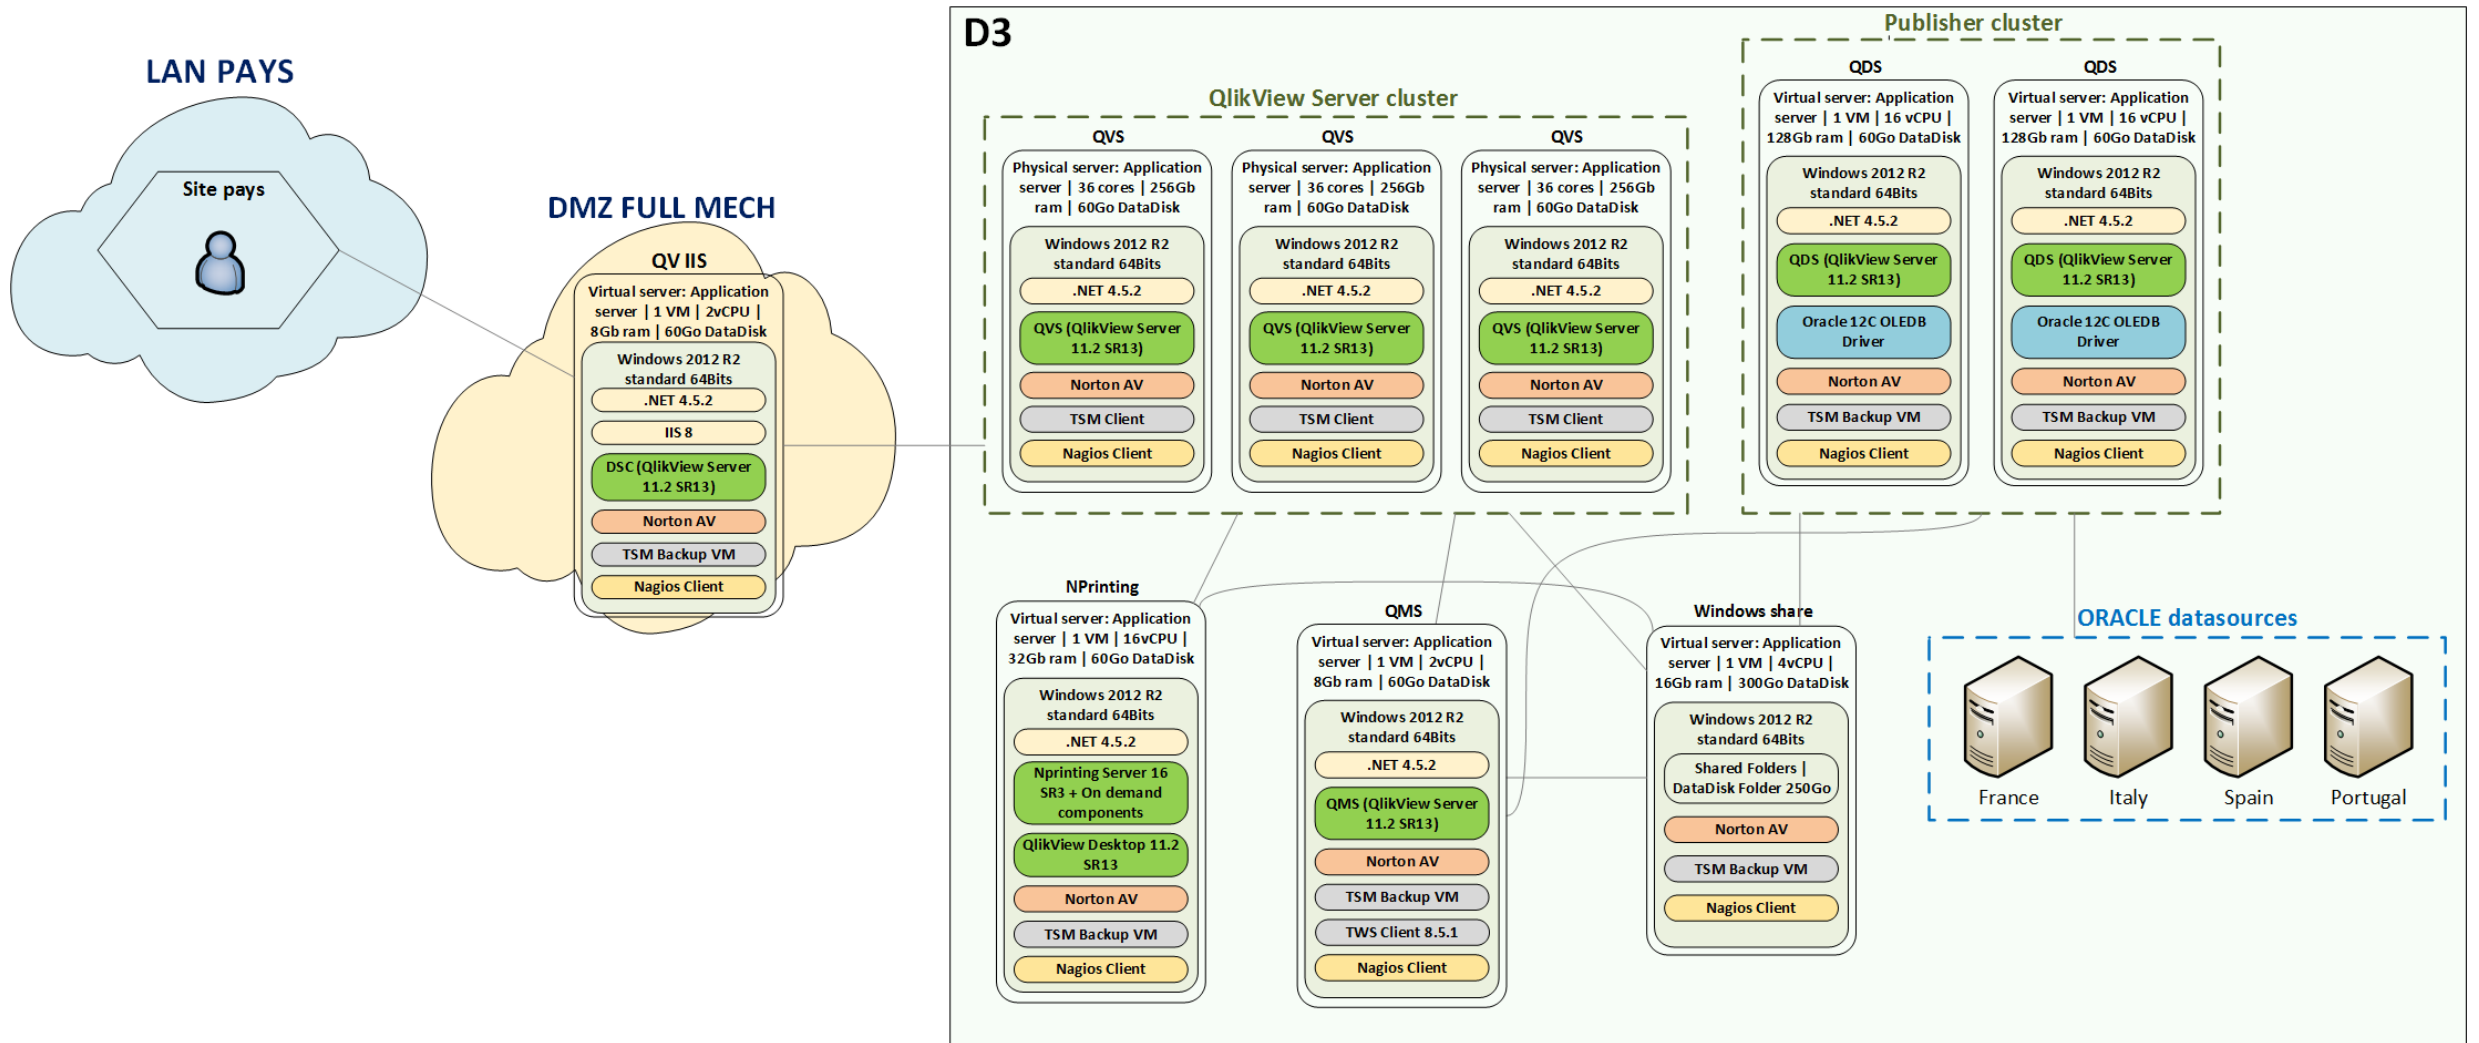 LAN PAYS
Site pays
DMZ FULL MECH
QV IIS
Virtual server: Application
server | 1 VM | 2vCPU |
8Gb ram | 60Go DataDisk
Windows 2012 R2
standard 64Bits
.NET 4.5.2
IIS 8
DSC (QlikView Server
11.2 SR13)
Norton AV
TSM Backup VM
Nagios Client
D3
QlikView Server cluster
QVS
Physical server: Application
server | 36 cores | 256Gb
ram | 60Go DataDisk
Windows 2012 R2
standard 64Bits
.NET 4.5.2
QVS (QlikView Server
11.2 SR13)
Norton AV
TSM Client
Nagios Client
QVS
Physical server: Application
server | 36 cores | 256Gb
ram | 60Go DataDisk
Windows 2012 R2
standard 64Bits
.NET 4.5.2
QVS (QlikView Server
11.2 SR13)
Norton AV
TSM Client
Nagios Client
QVS
Physical server: Application
server | 36 cores | 256Gb
ram | 60Go DataDisk
Windows 2012 R2
standard 64Bits
.NET 4.5.2
QVS (QlikView Server
11.2 SR13)
Norton AV
TSM Client
Nagios Client
Publisher cluster
QDS
Virtual server: Application
server | 1 VM | 16 vCPU |
128Gb ram | 60Go DataDisk
Windows 2012 R2
standard 64Bits
.NET 4.5.2
QDS (QlikView Server
11.2 SR13)
Oracle 12C OLEDB
Driver
Norton AV
TSM Backup VM
Nagios Client
QDS
Virtual server: Application
server | 1 VM | 16 vCPU |
128Gb ram | 60Go DataDisk
Windows 2012 R2
standard 64Bits
.NET 4.5.2
QDS (QlikView Server
11.2 SR13)
Oracle 12C OLEDB
Driver
Norton AV
TSM Backup VM
Nagios Client
NPrinting
Virtual server: Application
server | 1 VM | 16vCPU |
32Gb ram | 60Go DataDisk
Windows 2012 R2
standard 64Bits
.NET 4.5.2
Nprinting Server 16
SR3 + On demand
components
QlikView Desktop 11.2
SR13
Norton AV
TSM Backup VM
Nagios Client
QMS
Virtual server: Application
server | 1 VM | 2vCPU |
8Gb ram | 60Go DataDisk
Windows 2012 R2
standard 64Bits
.NET 4.5.2
QMS (QlikView Server
11.2 SR13)
Norton AV
TSM Backup VM
TWS Client 8.5.1
Nagios Client
Windows share
Virtual server: Application
server | 1 VM | 4vCPU |
16Gb ram | 300Go DataDisk
Windows 2012 R2
standard 64Bits
Shared Folders |
DataDisk Folder 250Go
Norton AV
TSM Backup VM
Nagios Client
ORACLE datasources
France
Italy
Spain
Portugal